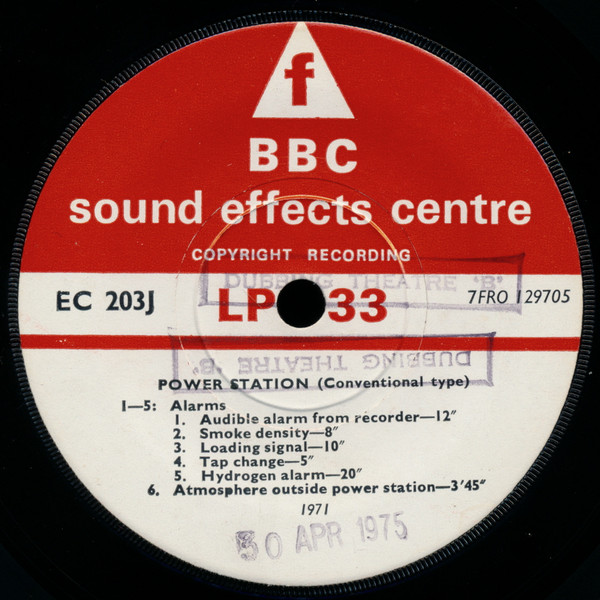 f
BBC
sound effects centre
COPYRIGHT RECORDING
DUBBING THEATRE 'B'
EC 203J
LP 33
7FRO 129705
DUBBING THEATRE 'B'
POWER STATION (Conventional type)
1—5: Alarms
1. Audible alarm from recorder—12"
2. Smoke density—8"
3. Loading signal—10"
4. Tap change—5"
5. Hydrogen alarm—20"
6. Atmosphere outside power station—3'45"
1971
30 APR 1975